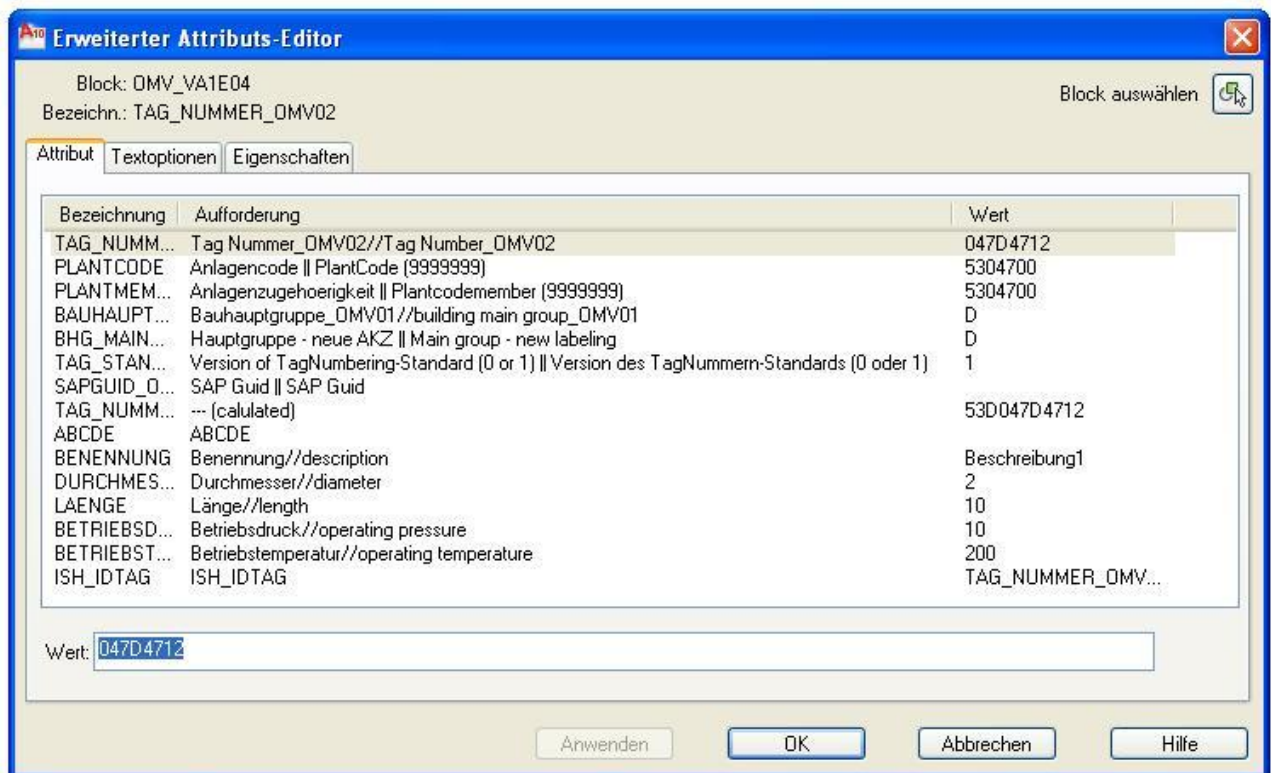 A10 Erweiterter Attributs-Editor
Block: OMV_VA1E04
Bezeichn.: TAG_NUMMER_OMV02
Block auswählen
Attribut Textoptionen Eigenschaften
Bezeichnung Aufforderung Wert
TAG_NUMM... Tag Nummer_OMV02//Tag Number_OMV02 047D4712
PLANTCODE Anlagencode || PlantCode (9999999) 5304700
PLANTMEM... Anlagenzugehoerigkeit || Plantcodemember (9999999) 5304700
BAUHAUPT... Bauhauptgruppe_OMV01//building main group_OMV01 D
BHG_MAIN... Hauptgruppe - neue AKZ || Main group - new labeling D
TAG_STAN... Version of TagNumbering-Standard (0 or 1) || Version des TagNummern-Standards (0 oder 1) 1
SAPGUID_O... SAP Guid || SAP Guid
TAG_NUMM... --- (calulated) 53D047D4712
ABCDE ABCDE
BENENNUNG Benennung//description Beschreibung1
DURCHMES... Durchmesser//diameter 2
LAENGE Länge//length 10
BETRIEBSD... Betriebsdruck//operating pressure 10
BETRIEBST... Betriebstemperatur//operating temperature 200
ISH_IDTAG ISH_IDTAG TAG_NUMMER_OMV...
Wert: 047D4712
Anwenden OK Abbrechen Hilfe